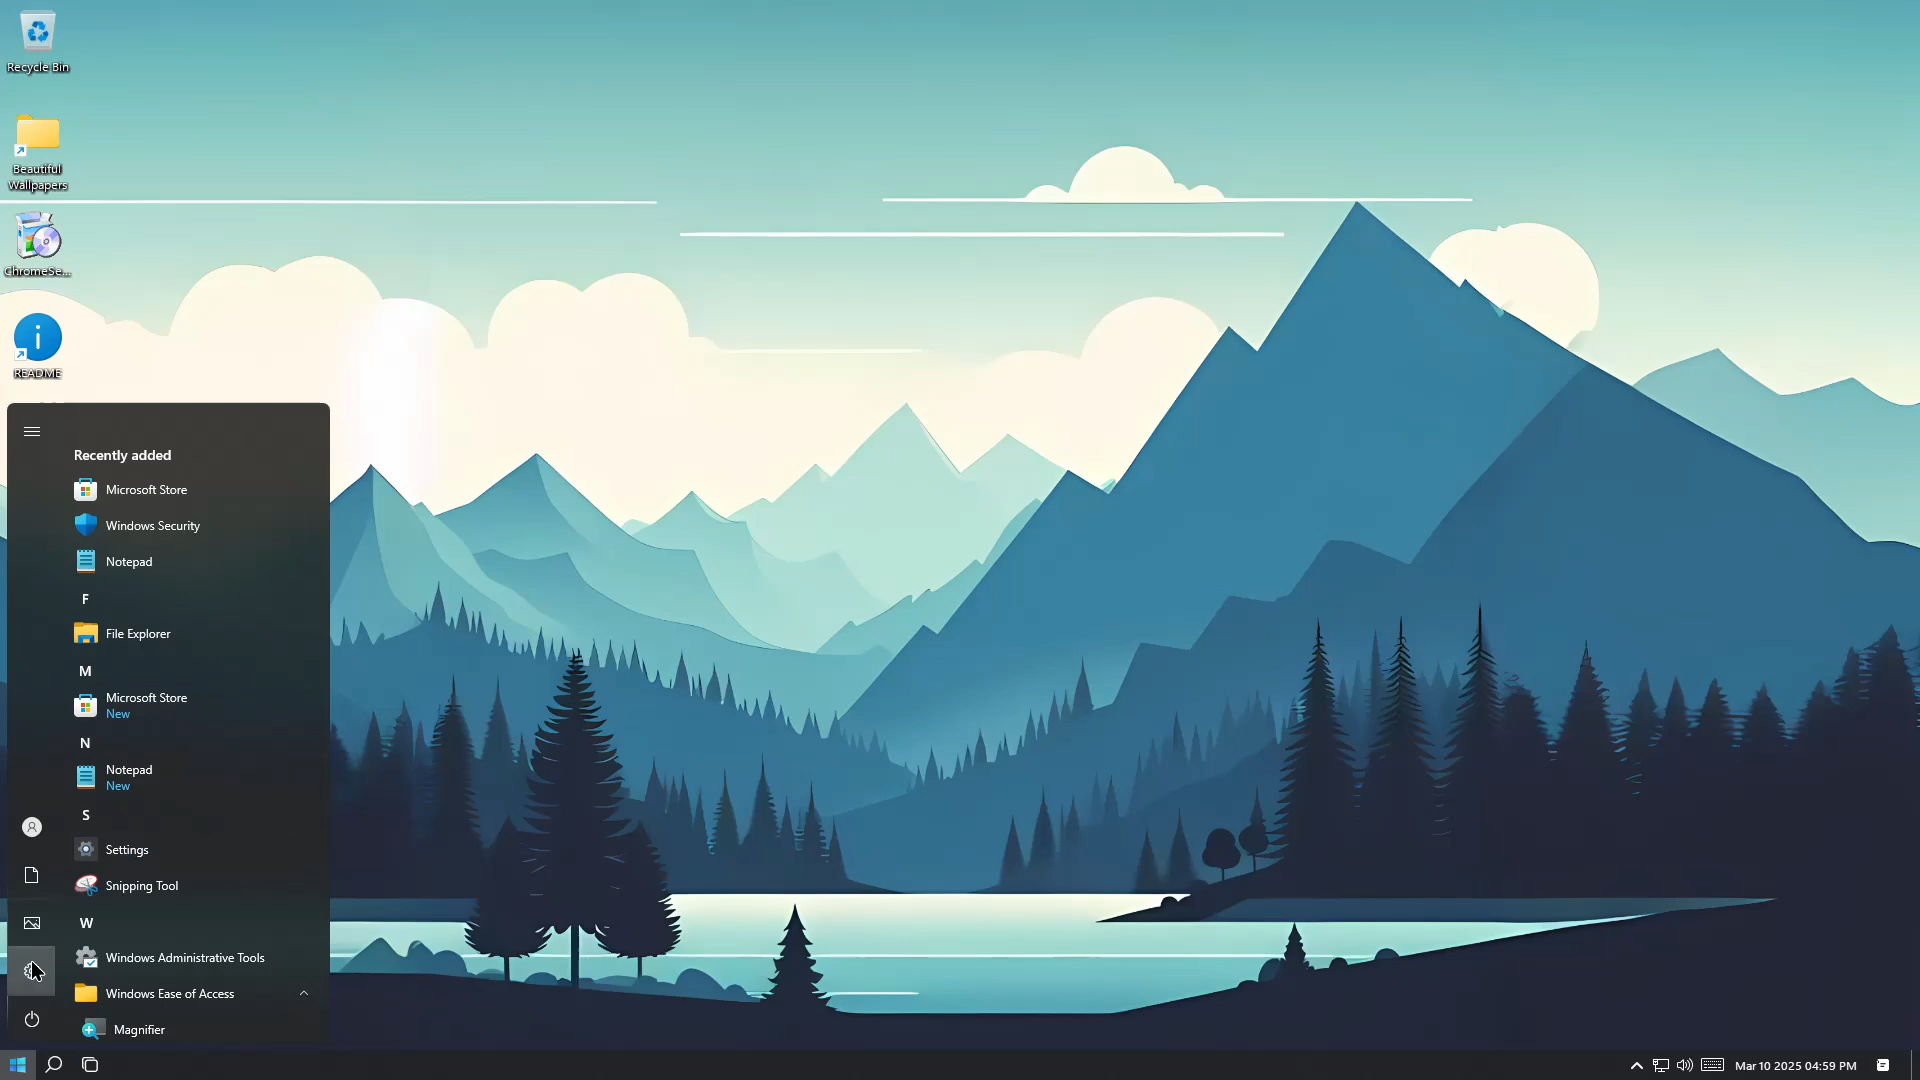 Recycle Bin
Beautiful
Wallpapers
ChromeSe...
README
Recently added
Microsoft Store
Windows Security
Notepad
F
File Explorer
M
Microsoft Store
New
N
Notepad
New
S
Settings
Snipping Tool
W
Windows Administrative Tools
Windows Ease of Access
Magnifier
Mar 10 2025 04:59 PM